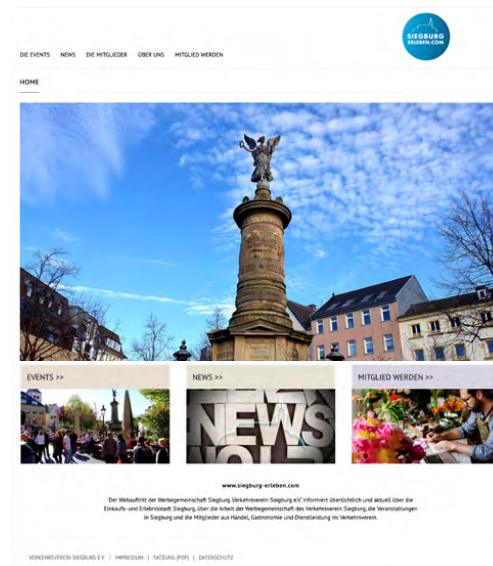 SIEGBURG
ERLEBEN.COM
DIE EVENTS NEWS DIE MITGLIEDER ÜBER UNS MITGLIED WERDEN
HOME
EVENTS >> NEWS >> MITGLIED WERDEN >>
NEWS
www.siegburg-erleben.com
Der Webauftritt der Werbegemeinschaft Siegburg „Verkehrsverein Siegburg e.V.“ informiert übersichtlich und aktuell über die
Einkaufs- und Erlebnisstadt Siegburg, über die Arbeit der Werbegemeinschaft des Verkehrsverein Siegburg, die Veranstaltungen
in Siegburg und die Mitglieder aus Handel, Gastronomie und Dienstleistung im Verkehrsverein.
VERKEHRSVEREIN SIEGBURG E.V. | IMPRESSUM | SATZUNG (PDF) | DATENSCHUTZ